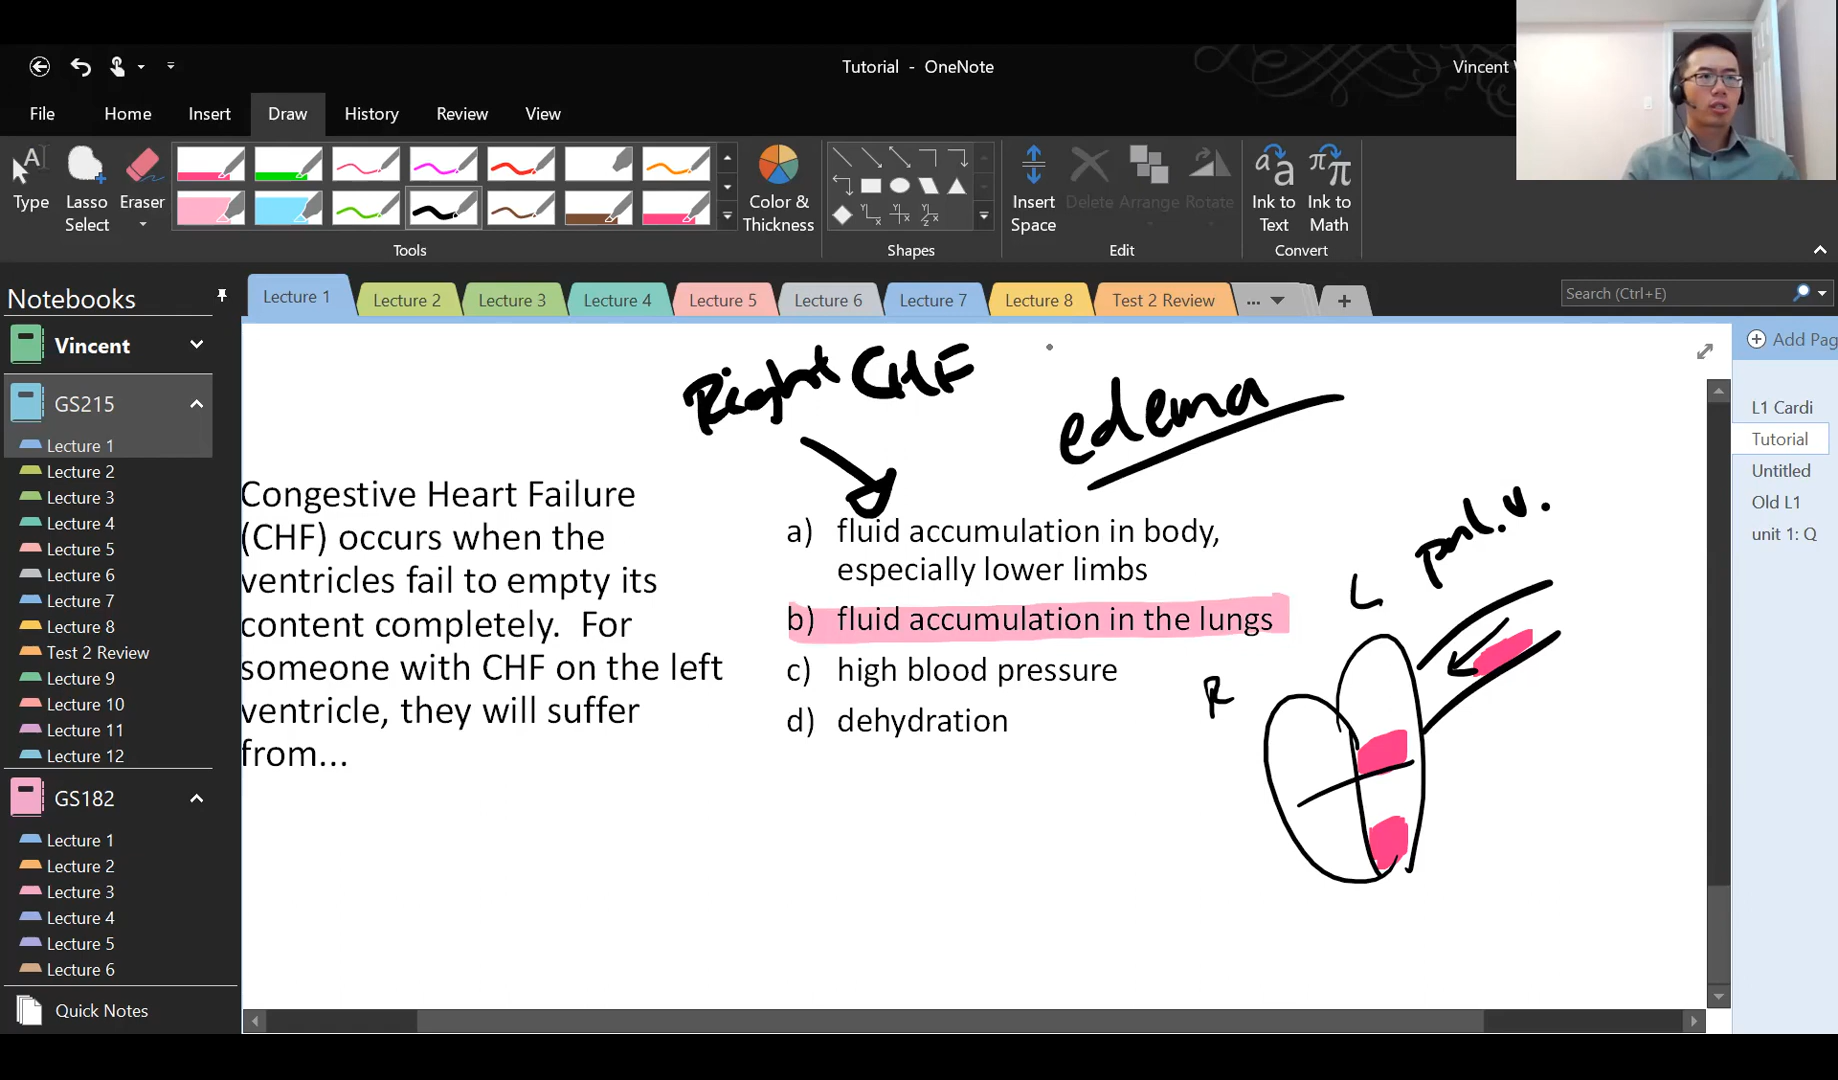 Tutorial - OneNote
Vincent
File
Home
Insert
Draw
History
Review
View
Type
Lasso Select
Eraser
Color & Thickness
Insert Space
Delete
Arrange
Rotate
Ink to Text
Ink to Math
Tools
Shapes
Edit
Convert
Notebooks
Lecture 1
Lecture 2
Lecture 3
Lecture 4
Lecture 5
Lecture 6
Lecture 7
Lecture 8
Test 2 Review
...
Search (Ctrl+E)
Vincent
GS215
Lecture 1
Lecture 2
Lecture 3
Lecture 4
Lecture 5
Lecture 6
Lecture 7
Lecture 8
Test 2 Review
Lecture 9
Lecture 10
Lecture 11
Lecture 12
GS182
Lecture 1
Lecture 2
Lecture 3
Lecture 4
Lecture 5
Lecture 6
Quick Notes
Right CHF
edema
Congestive Heart Failure
(CHF) occurs when the
ventricles fail to empty its
content completely. For
someone with CHF on the left
ventricle, they will suffer
from...
a) fluid accumulation in body,
especially lower limbs
b) fluid accumulation in the lungs
c) high blood pressure
d) dehydration
L
R
Add Pag
L1 Cardi
Tutorial
Untitled
Old L1
unit 1: Q